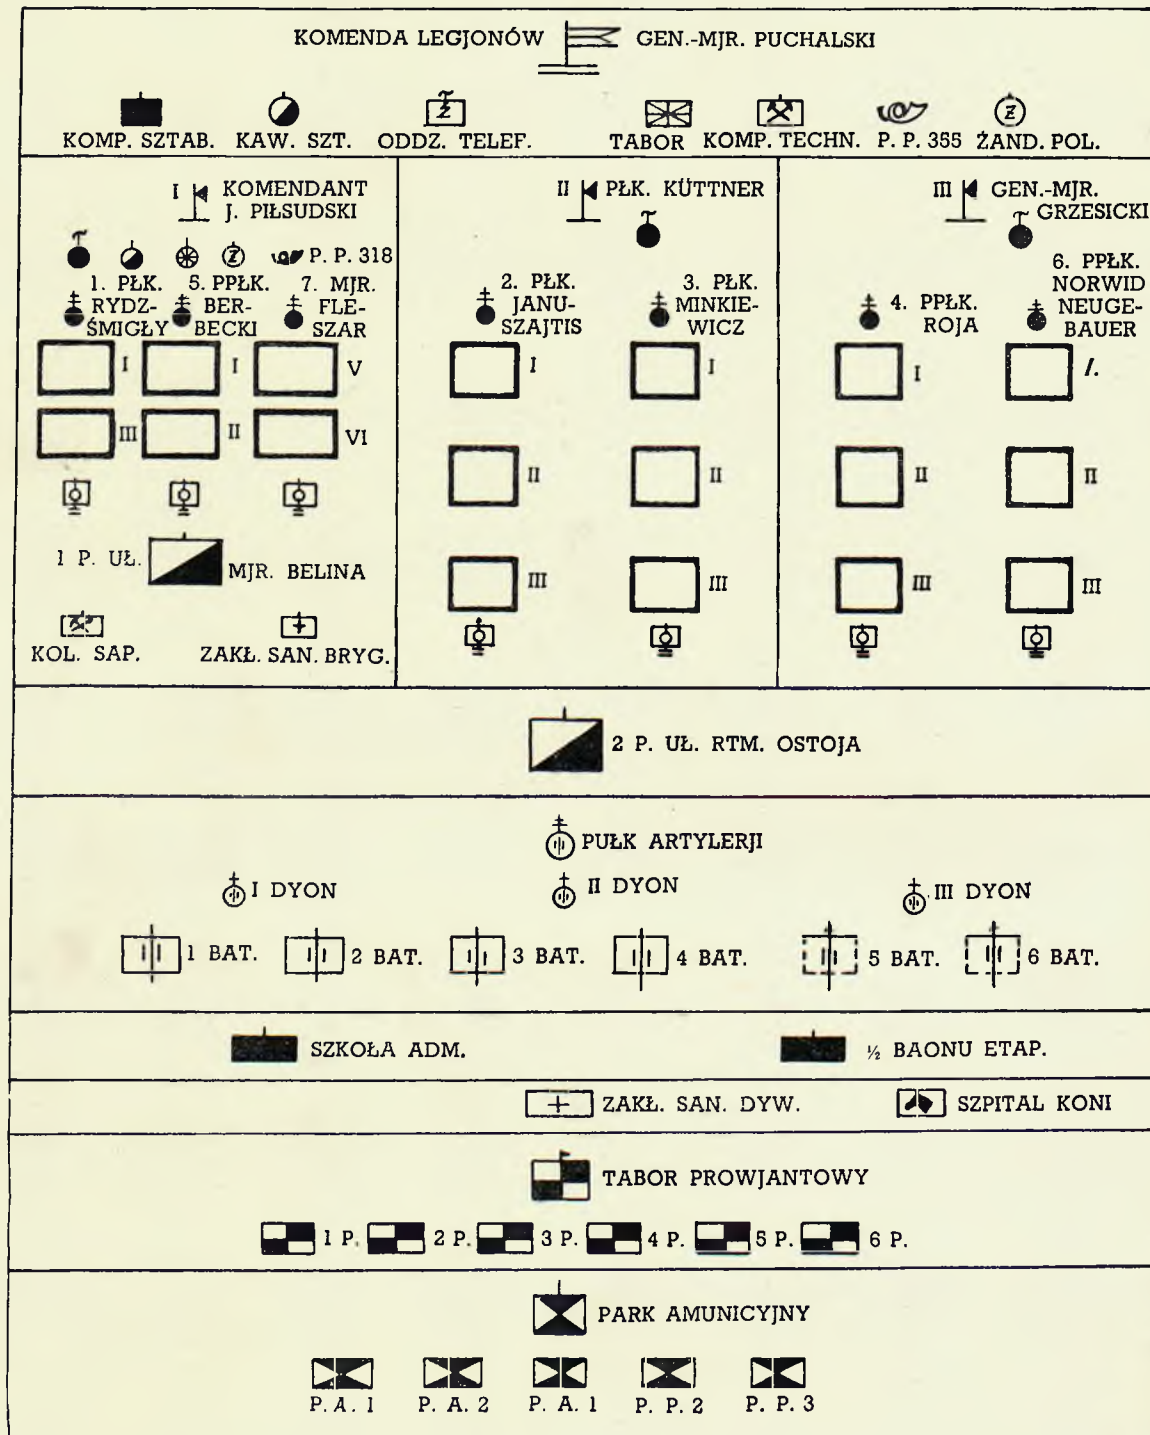 KOMENDA LEGJONÓW GEN.-MJR. PUCHALSKI
KOMP. SZTAB. KAW. SZT. ODDZ. TELEF. TABOR KOMP. TECHN. P. P. 355 ŻAND. POL.
I KOMENDANT
J. PIŁSUDSKI
P. P. 318
1. PŁK. 5. PPŁK. 7. MJR.
RYDZ- BER- FLE-
ŚMIGŁY BECKI SZAR
I I V
III II VI
1 P. UŁ. MJR. BELINA
KOL. SAP. ZAKŁ. SAN. BRYG.
II PŁK. KÜTTNER
2. PŁK. 3. PŁK.
JANU- MINKIE-
SZAJTIS WICZ
I I
II II
III III
III GEN.-MJR.
GRZESICKI
6. PPŁK.
NORWID
4. PPŁK. NEUGE-
ROJA BAUER
I I.
II II
III III
2 P. UŁ. RTM. OSTOJA
PUŁK ARTYLERJI
I DYON II DYON III DYON
1 BAT. 2 BAT. 3 BAT. 4 BAT. 5 BAT. 6 BAT.
SZKOŁA ADM. ½ BAONU ETAP.
ZAKŁ. SAN. DYW. SZPITAL KONI
TABOR PROWJANTOWY
1 P. 2 P. 3 P. 4 P. 5 P. 6 P.
PARK AMUNICYJNY
P. A. 1 P. A. 2 P. A. 1 P. P. 2 P. P. 3